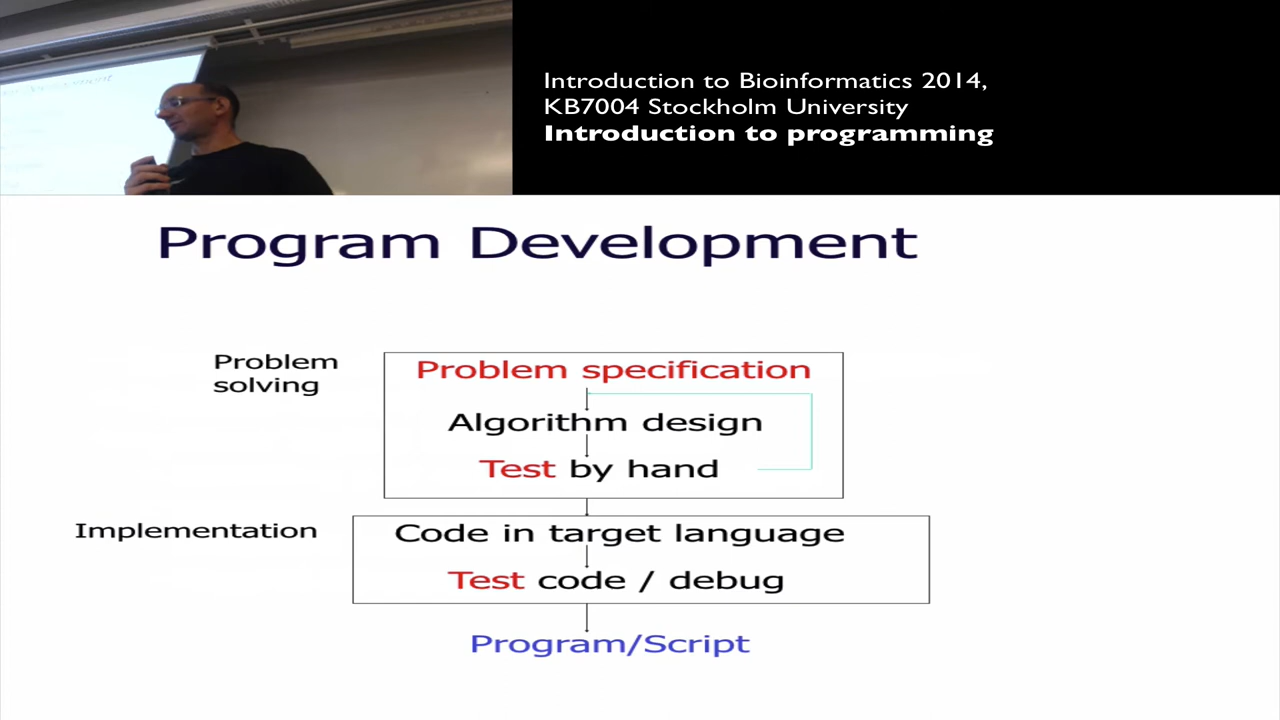 Introduction to Bioinformatics 2014,
KB7004 Stockholm University
Introduction to programming
Program Development
Problem
solving
Problem specification
Algorithm design
Test by hand
Implementation
Code in target language
Test code / debug
Program/Script